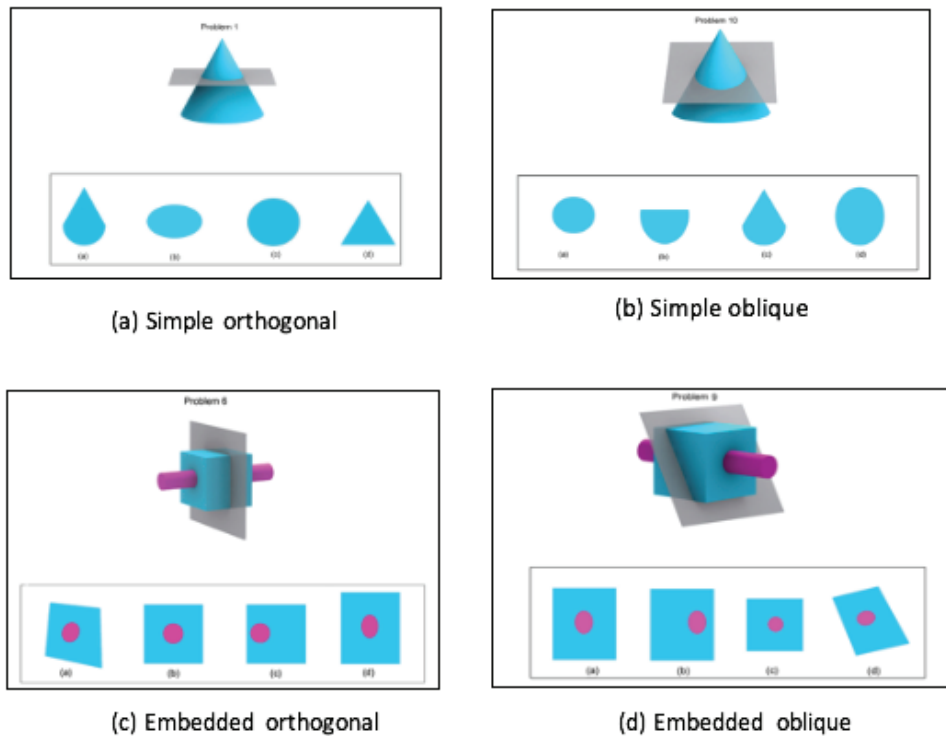 Problem 1
(a) (b) (c) (d)
(a) Simple orthogonal
Problem 10
(a) (b) (c) (d)
(b) Simple oblique
Problem 6
(a) (b) (c) (d)
(c) Embedded orthogonal
Problem 9
(a) (b) (c) (d)
(d) Embedded oblique